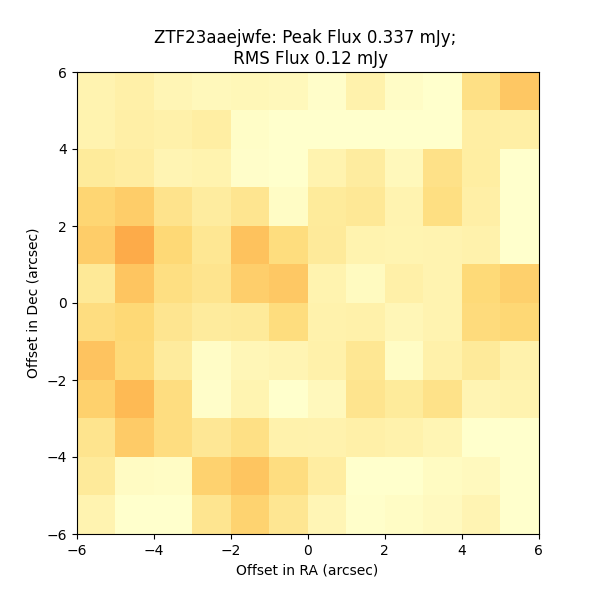 ZTF23aaejwfe: Peak Flux 0.337 mJy;
RMS Flux 0.12 mJy
6
4
2
0
−2
−4
−6
Offset in Dec (arcsec)
−6 −4 −2 0 2 4 6
Offset in RA (arcsec)